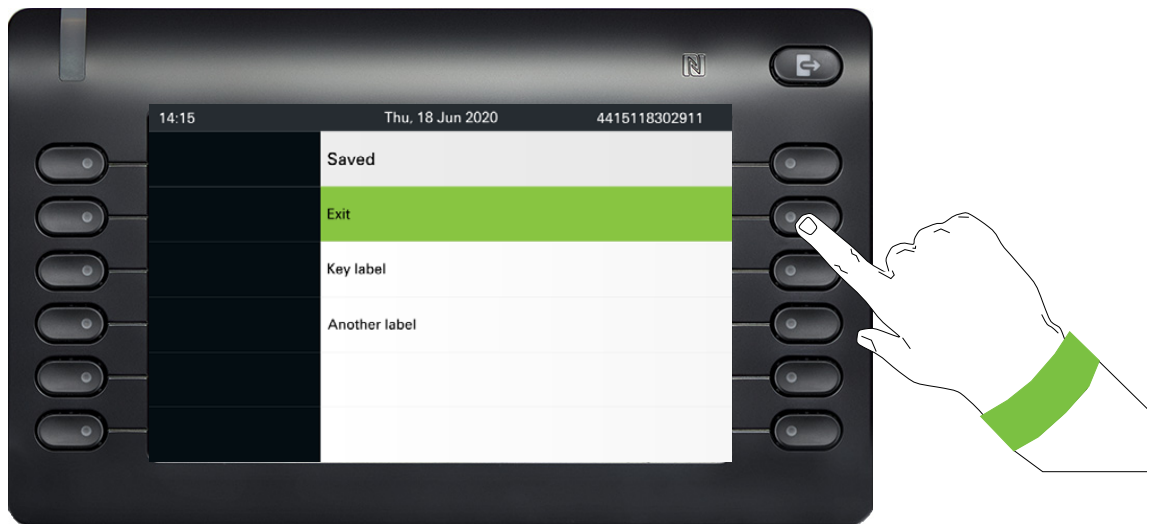 14:15 Thu, 18 Jun 2020 4415118302911
Saved
Exit
Key label
Another label